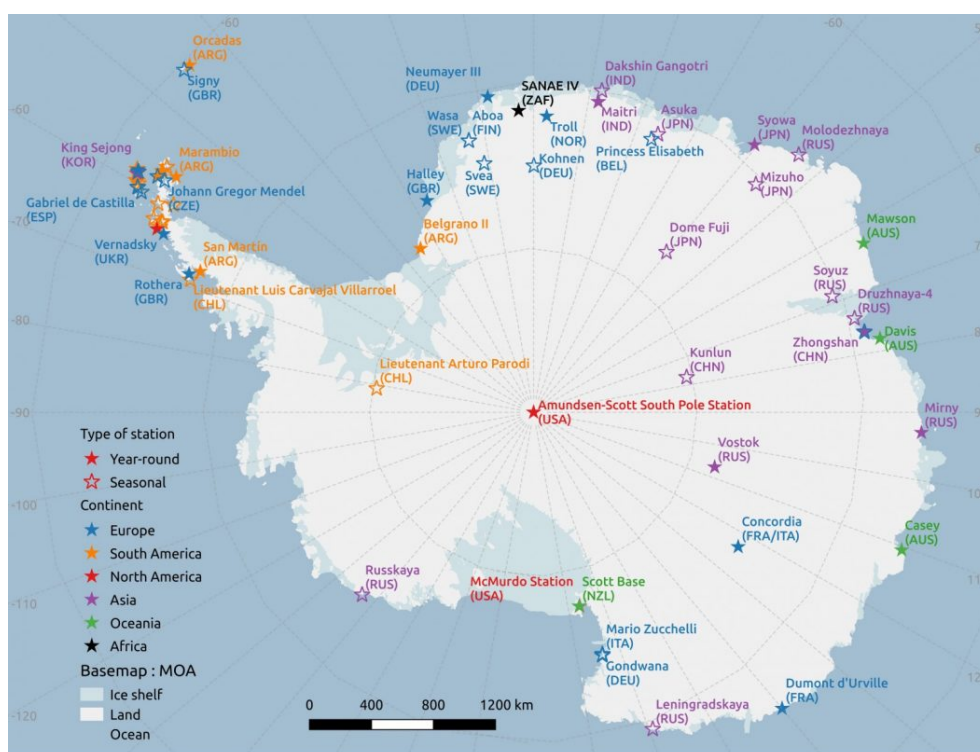 -60
-60
Orcadas
(ARG)
Signy
(GBR)
Neumayer III
(DEU)
SANAE IV
(ZAF)
Dakshin Gangotri
(IND)
Maitri
(IND)
Asuka
(JPN)
Wasa
(SWE)
Aboa
(FIN)
Troll
(NOR)
Princess Elisabeth
(BEL)
Syowa
(JPN)
Molodezhnaya
(RUS)
-60
King Sejong
(KOR)
Marambio
(ARG)
Svea
(SWE)
Kohnen
(DEU)
Mizuho
(JPN)
Halley
(GBR)
Johann Gregor Mendel
(CZE)
Gabriel de Castilla
(ESP)
-70
Belgrano II
(ARG)
Mawson
(AUS)
Vernadsky
(UKR)
San Martín
(ARG)
Dome Fuji
(JPN)
Rothera
(GBR)
Lieutenant Luis Carvajal Villarroel
(CHL)
Soyuz
(RUS)
Druzhnaya-4
(RUS)
-80
Zhongshan
(CHN)
Davis
(AUS)
Lieutenant Arturo Parodi
(CHL)
Kunlun
(CHN)
-90
Amundsen-Scott South Pole Station
(USA)
Mirny
(RUS)
Type of station
Year-round
Seasonal
Vostok
(RUS)
-100
Continent
Europe
South America
North America
Asia
Oceania
Africa
Concordia
(FRA/ITA)
Casey
(AUS)
Russkaya
(RUS)
McMurdo Station
(USA)
Scott Base
(NZL)
-110
Mario Zucchelli
(ITA)
Gondwana
(DEU)
Basemap : MOA
Ice shelf
Land
Ocean
Dumont d'Urville
(FRA)
Leningradskaya
(RUS)
0 400 800 1200 km
-120